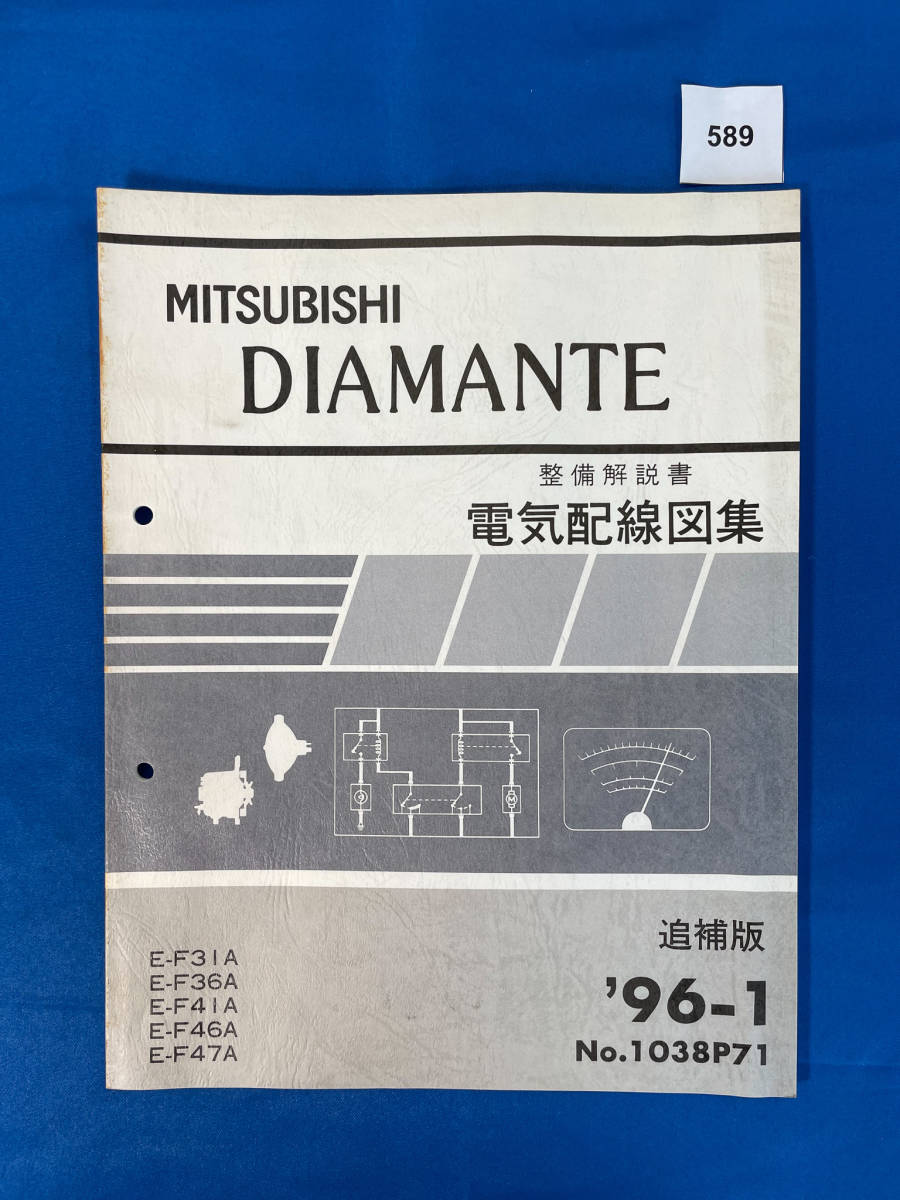 589
MITSUBISHI
DIAMANTE
整備解説書
電気配線図集
M
追補版
'96-1
No.1038P71
E-F31A
E-F36A
E-F41A
E-F46A
E-F47A